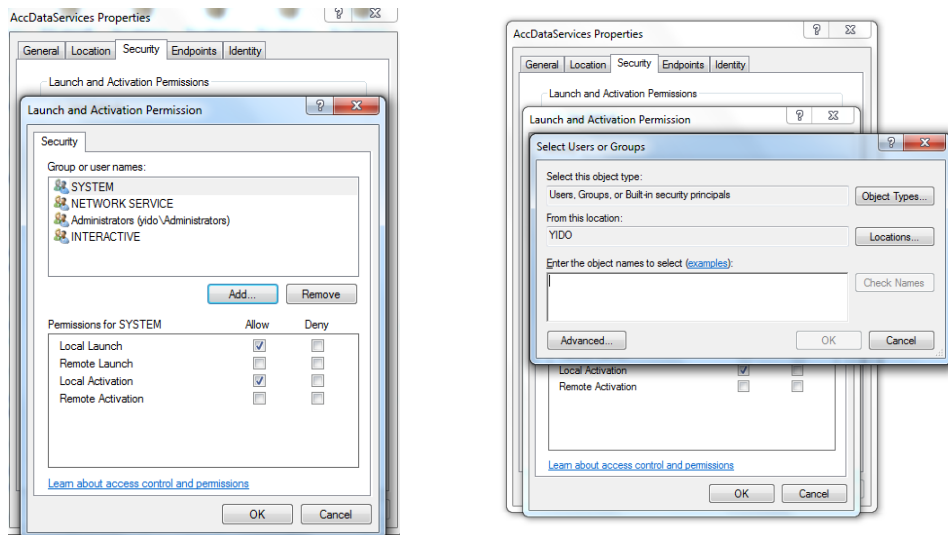 AccDataServices Properties
General Location Security Endpoints Identity
Launch and Activation Permissions
Launch and Activation Permission
Security
Group or user names:
SYSTEM
NETWORK SERVICE
Administrators (yido\Administrators)
INTERACTIVE
Add... Remove
Permissions for SYSTEM Allow Deny
Local Launch
Remote Launch
Local Activation
Remote Activation
Learn about access control and permissions
OK Cancel
AccDataServices Properties
General Location Security Endpoints Identity
Launch and Activation Permissions
Launch and Activation Permission
Select Users or Groups
Select this object type:
Users, Groups, or Built-in security principals Object Types...
From this location:
YIDO Locations...
Enter the object names to select (examples):
Check Names
Advanced... OK Cancel
Local Activation
Remote Activation
Learn about access control and permissions
OK Cancel